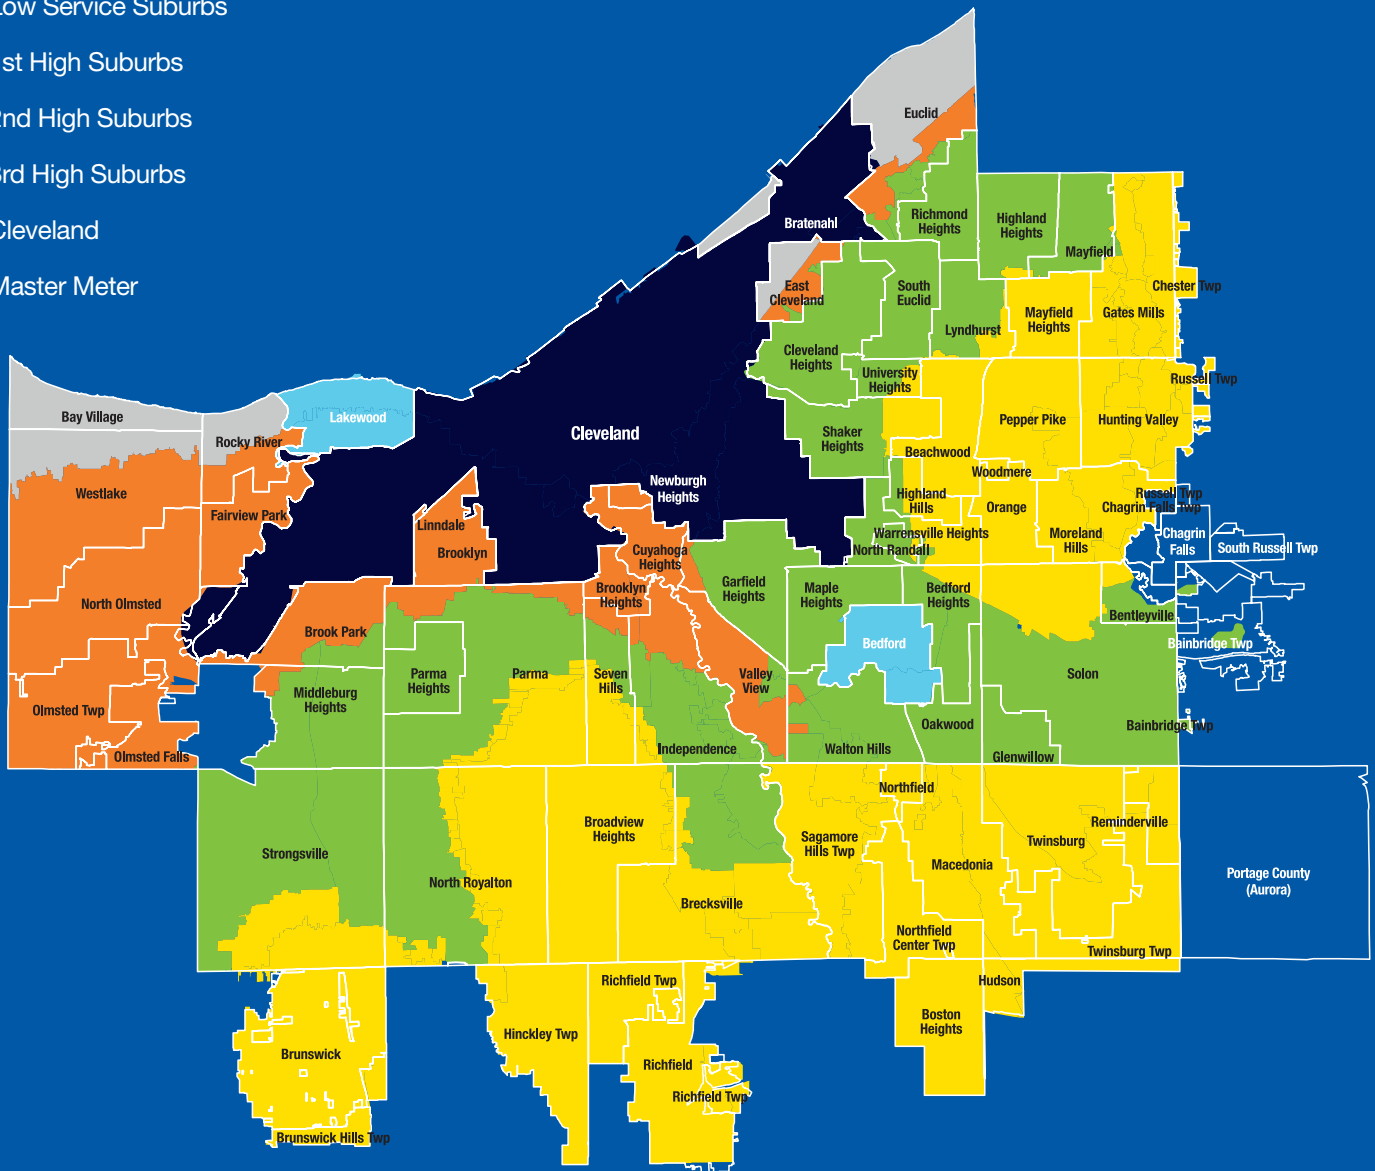 ow Service Suburbs
st High Suburbs
nd High Suburbs
rd High Suburbs
Cleveland
Master Meter
Euclid
Bratenahl
Richmond
Heights
Highland
Heights
Mayfield
Chester Twp
East
Cleveland
South
Euclid
Lyndhurst
Mayfield
Heights
Gates Mills
Cleveland
Heights
University
Heights
Russell Twp
Bay Village
Rocky River
Lakewood
Cleveland
Shaker
Heights
Beachwood
Pepper Pike
Hunting Valley
Westlake
Fairview Park
Linndale
Brooklyn
Newburgh
Heights
Highland
Hills
Woodmere
Orange
Russell Twp
Chagrin Falls Twp
Cuyahoga
Heights
Warrensville Heights
North Randall
Moreland
Hills
Chagrin
Falls
South Russell Twp
North Olmsted
Brook Park
Brooklyn
Heights
Garfield
Heights
Maple
Heights
Bedford
Heights
Bentleyville
Bedford
Bainbridge Twp
Olmsted Twp
Olmsted Falls
Middleburg
Heights
Parma
Heights
Parma
Seven
Hills
Valley
View
Solon
Independence
Walton Hills
Oakwood
Glenwillow
Bainbridge Twp
Strongsville
North Royalton
Broadview
Heights
Brecksville
Sagamore
Hills Twp
Northfield
Macedonia
Twinsburg
Reminderville
Portage County
(Aurora)
Northfield
Center Twp
Twinsburg Twp
Brunswick
Brunswick Hills Twp
Hinckley Twp
Richfield Twp
Richfield
Richfield Twp
Hudson
Boston
Heights